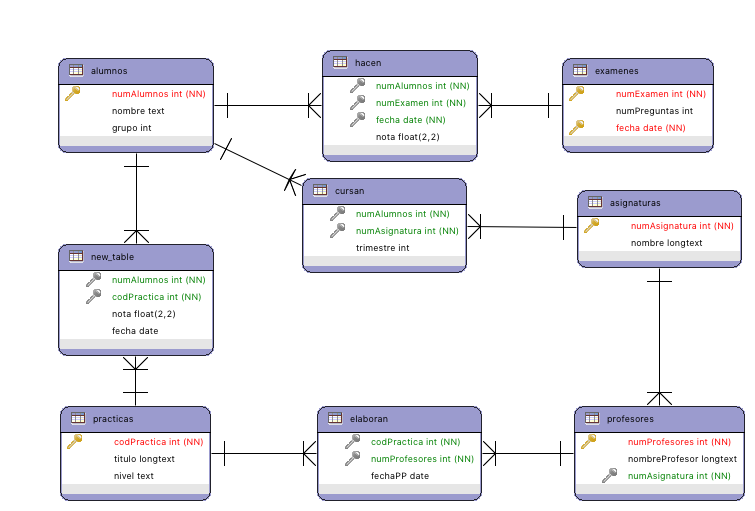 alumnos
numAlumnos int (NN)
nombre text
grupo int
hacen
numAlumnos int (NN)
numExamen int (NN)
fecha date (NN)
nota float(2,2)
examenes
numExamen int (NN)
numPreguntas int
fecha date (NN)
cursan
numAlumnos int (NN)
numAsignatura int (NN)
trimestre int
asignaturas
numAsignatura int (NN)
nombre longtext
new_table
numAlumnos int (NN)
codPractica int (NN)
nota float(2,2)
fecha date
practicas
codPractica int (NN)
titulo longtext
nivel text
elaboran
codPractica int (NN)
numProfesores int (NN)
fechaPP date
profesores
numProfesores int (NN)
nombreProfesor longtext
numAsignatura int (NN)